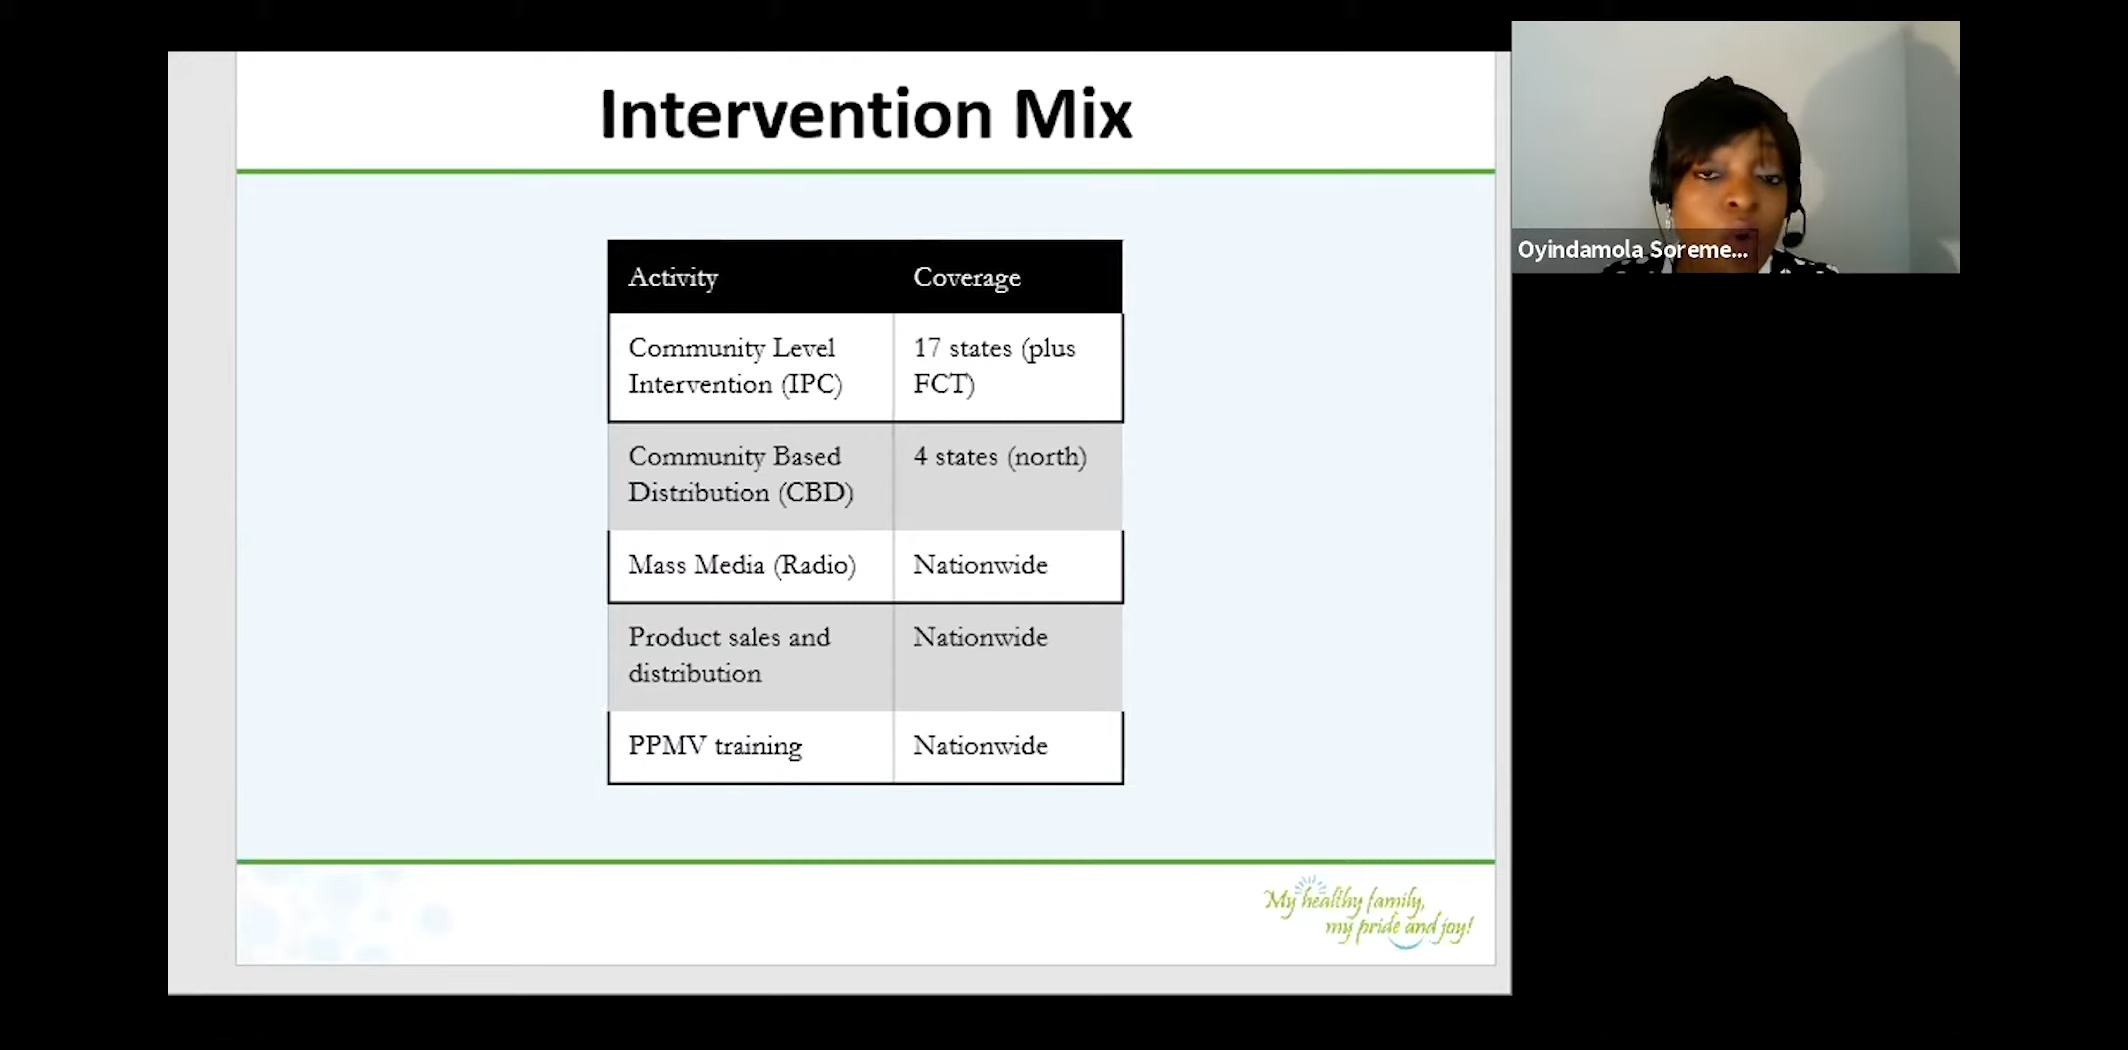 Intervention Mix
Activity
Coverage
Community Level
Intervention (IPC)
17 states (plus
FCT)
Community Based
Distribution (CBD)
4 states (north)
Mass Media (Radio)
Nationwide
Product sales and
distribution
Nationwide
PPMV training
Nationwide
My healthy family,
my pride and joy!
Oyindamola Soreme...